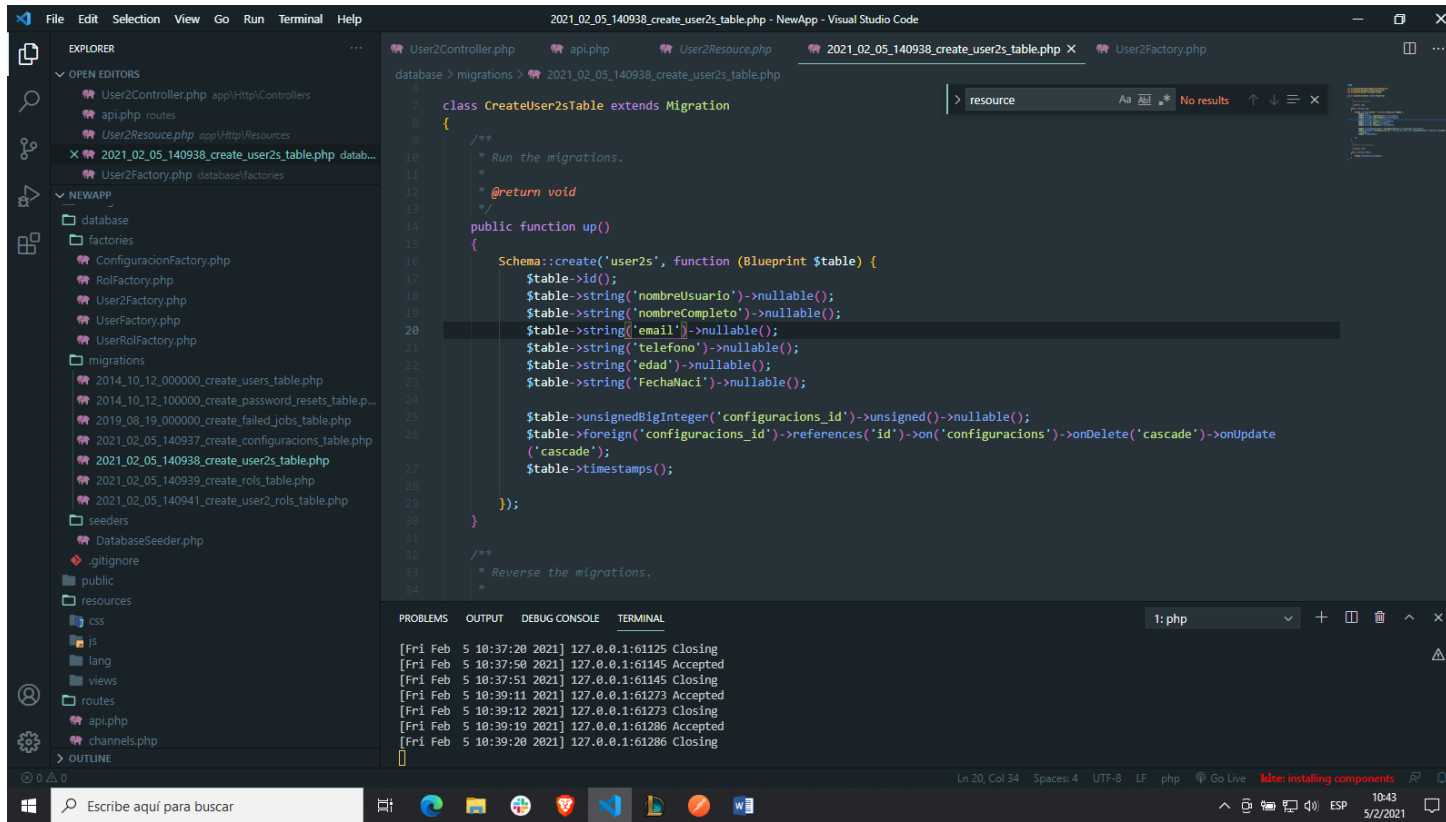 File Edit Selection View Go Run Terminal Help
2021_02_05_140938_create_user2s_table.php - NewApp - Visual Studio Code
EXPLORER
OPEN EDITORS
User2Controller.php app\Http\Controllers
api.php routes
User2Resouce.php app\Http\Resources
2021_02_05_140938_create_user2s_table.php datab...
User2Factory.php database\factories
NEWAPP
database
factories
ConfiguracionFactory.php
RolFactory.php
User2Factory.php
UserFactory.php
UserRolFactory.php
migrations
2014_10_12_000000_create_users_table.php
2014_10_12_100000_create_password_resets_table.p...
2019_08_19_000000_create_failed_jobs_table.php
2021_02_05_140937_create_configuracions_table.php
2021_02_05_140938_create_user2s_table.php
2021_02_05_140939_create_rols_table.php
2021_02_05_140941_create_user2_rols_table.php
seeders
DatabaseSeeder.php
.gitignore
public
resources
css
js
lang
views
routes
api.php
channels.php
OUTLINE
User2Controller.php api.php User2Resouce.php 2021_02_05_140938_create_user2s_table.php User2Factory.php
database > migrations > 2021_02_05_140938_create_user2s_table.php
resource Aa Abl .* No results
6
7 class CreateUser2sTable extends Migration
8 {
9 /**
10 * Run the migrations.
11 *
12 * @return void
13 */
14 public function up()
15 {
16 Schema::create('user2s', function (Blueprint $table) {
17 $table->id();
18 $table->string('nombreUsuario')->nullable();
19 $table->string('nombreCompleto')->nullable();
20 $table->string('email')->nullable();
21 $table->string('telefono')->nullable();
22 $table->string('edad')->nullable();
23 $table->string('FechaNaci')->nullable();
24
25 $table->unsignedBigInteger('configuracions_id')->unsigned()->nullable();
26 $table->foreign('configuracions_id')->references('id')->on('configuracions')->onDelete('cascade')->onUpdate
('cascade');
27 $table->timestamps();
28
29 });
30 }
31
32 /**
33 * Reverse the migrations.
34 *
PROBLEMS OUTPUT DEBUG CONSOLE TERMINAL
1: php
[Fri Feb 5 10:37:20 2021] 127.0.0.1:61125 Closing
[Fri Feb 5 10:37:50 2021] 127.0.0.1:61145 Accepted
[Fri Feb 5 10:37:51 2021] 127.0.0.1:61145 Closing
[Fri Feb 5 10:39:11 2021] 127.0.0.1:61273 Accepted
[Fri Feb 5 10:39:12 2021] 127.0.0.1:61273 Closing
[Fri Feb 5 10:39:19 2021] 127.0.0.1:61286 Accepted
[Fri Feb 5 10:39:20 2021] 127.0.0.1:61286 Closing
0 0
Ln 20, Col 34 Spaces: 4 UTF-8 LF php Go Live installing components
Escribe aquí para buscar
ESP
10:43
5/2/2021